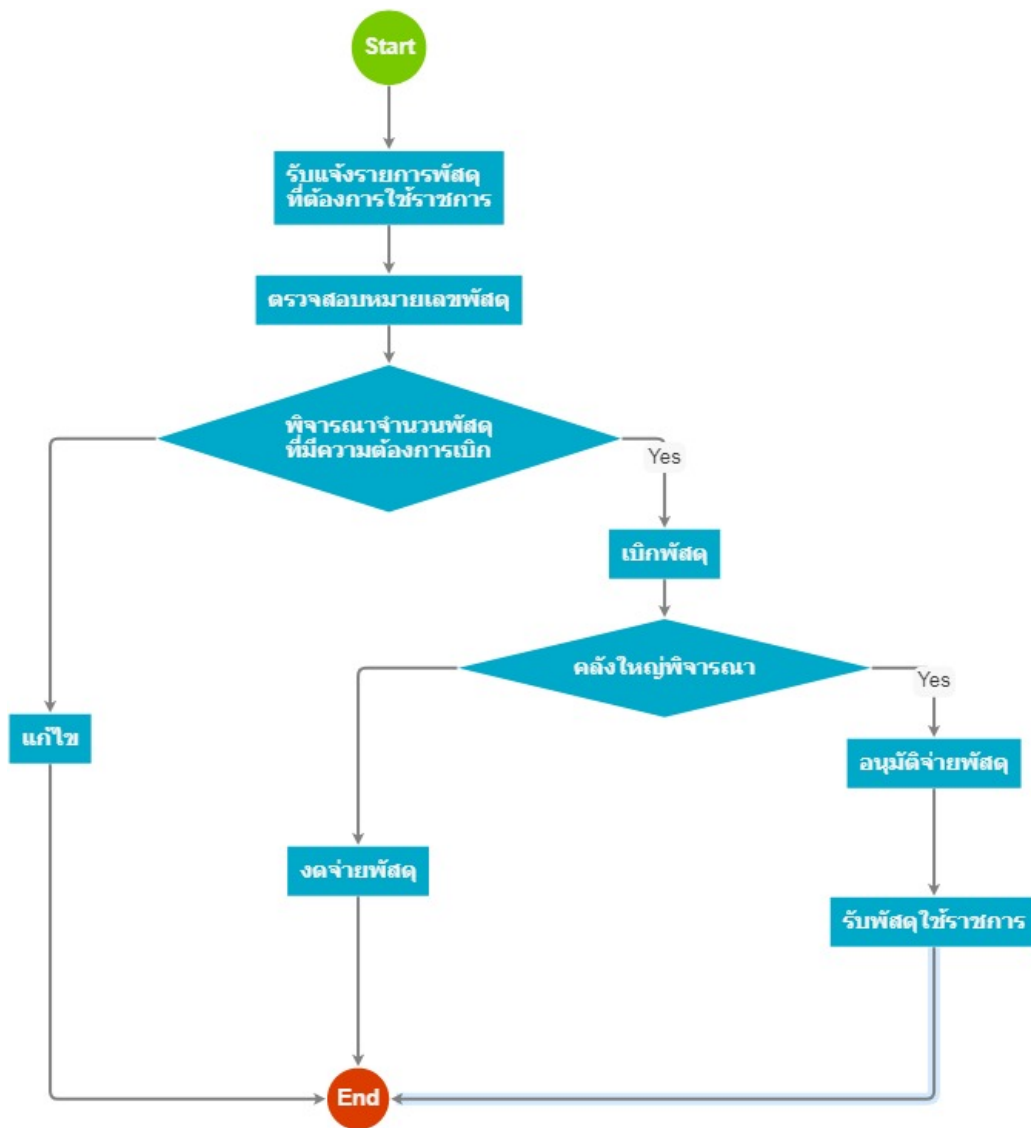 Start
รับแจ้งรายการพัสดุ
ที่ต้องการใช้ราชการ
ตรวจสอบหมายเลขพัสดุ
พิจารณาจำนวนพัสดุ
ที่มีความต้องการเบิก
Yes
เบิกพัสดุ
คลังใหญ่พิจารณา
Yes
แก้ไข
อนุมัติจ่ายพัสดุ
งดจ่ายพัสดุ
รับพัสดุใช้ราชการ
End